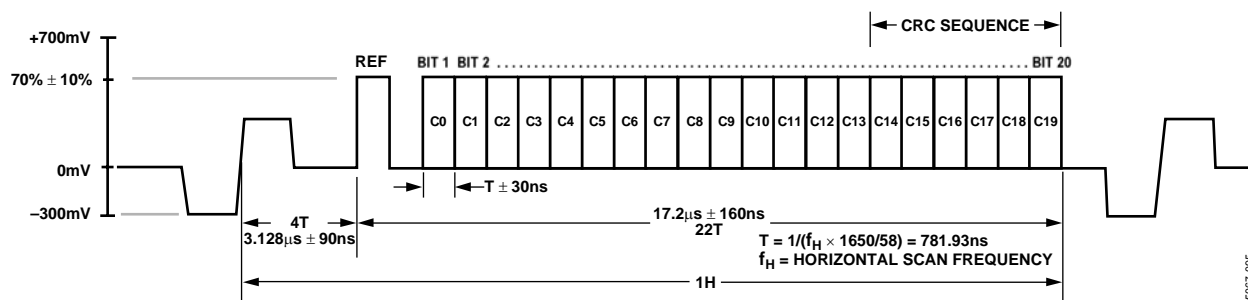 CRC SEQUENCE
+700mV
REF
BIT 1 BIT 2 BIT 20
70% ± 10%
C0 C1 C2 C3 C4 C5 C6 C7 C8 C9 C10 C11 C12 C13 C14 C15 C16 C17 C18 C19
0mV
T ± 30ns
–300mV
4T
3.128µs ± 90ns
17.2µs ± 160ns
22T
T = 1/(fH × 1650/58) = 781.93ns
fH = HORIZONTAL SCAN FREQUENCY
1H